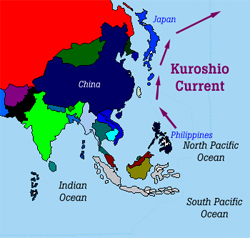 Japan
Kuroshio
Current
China
Philippines
North Pacific
Ocean
Indian
Ocean
South Pacific
Ocean